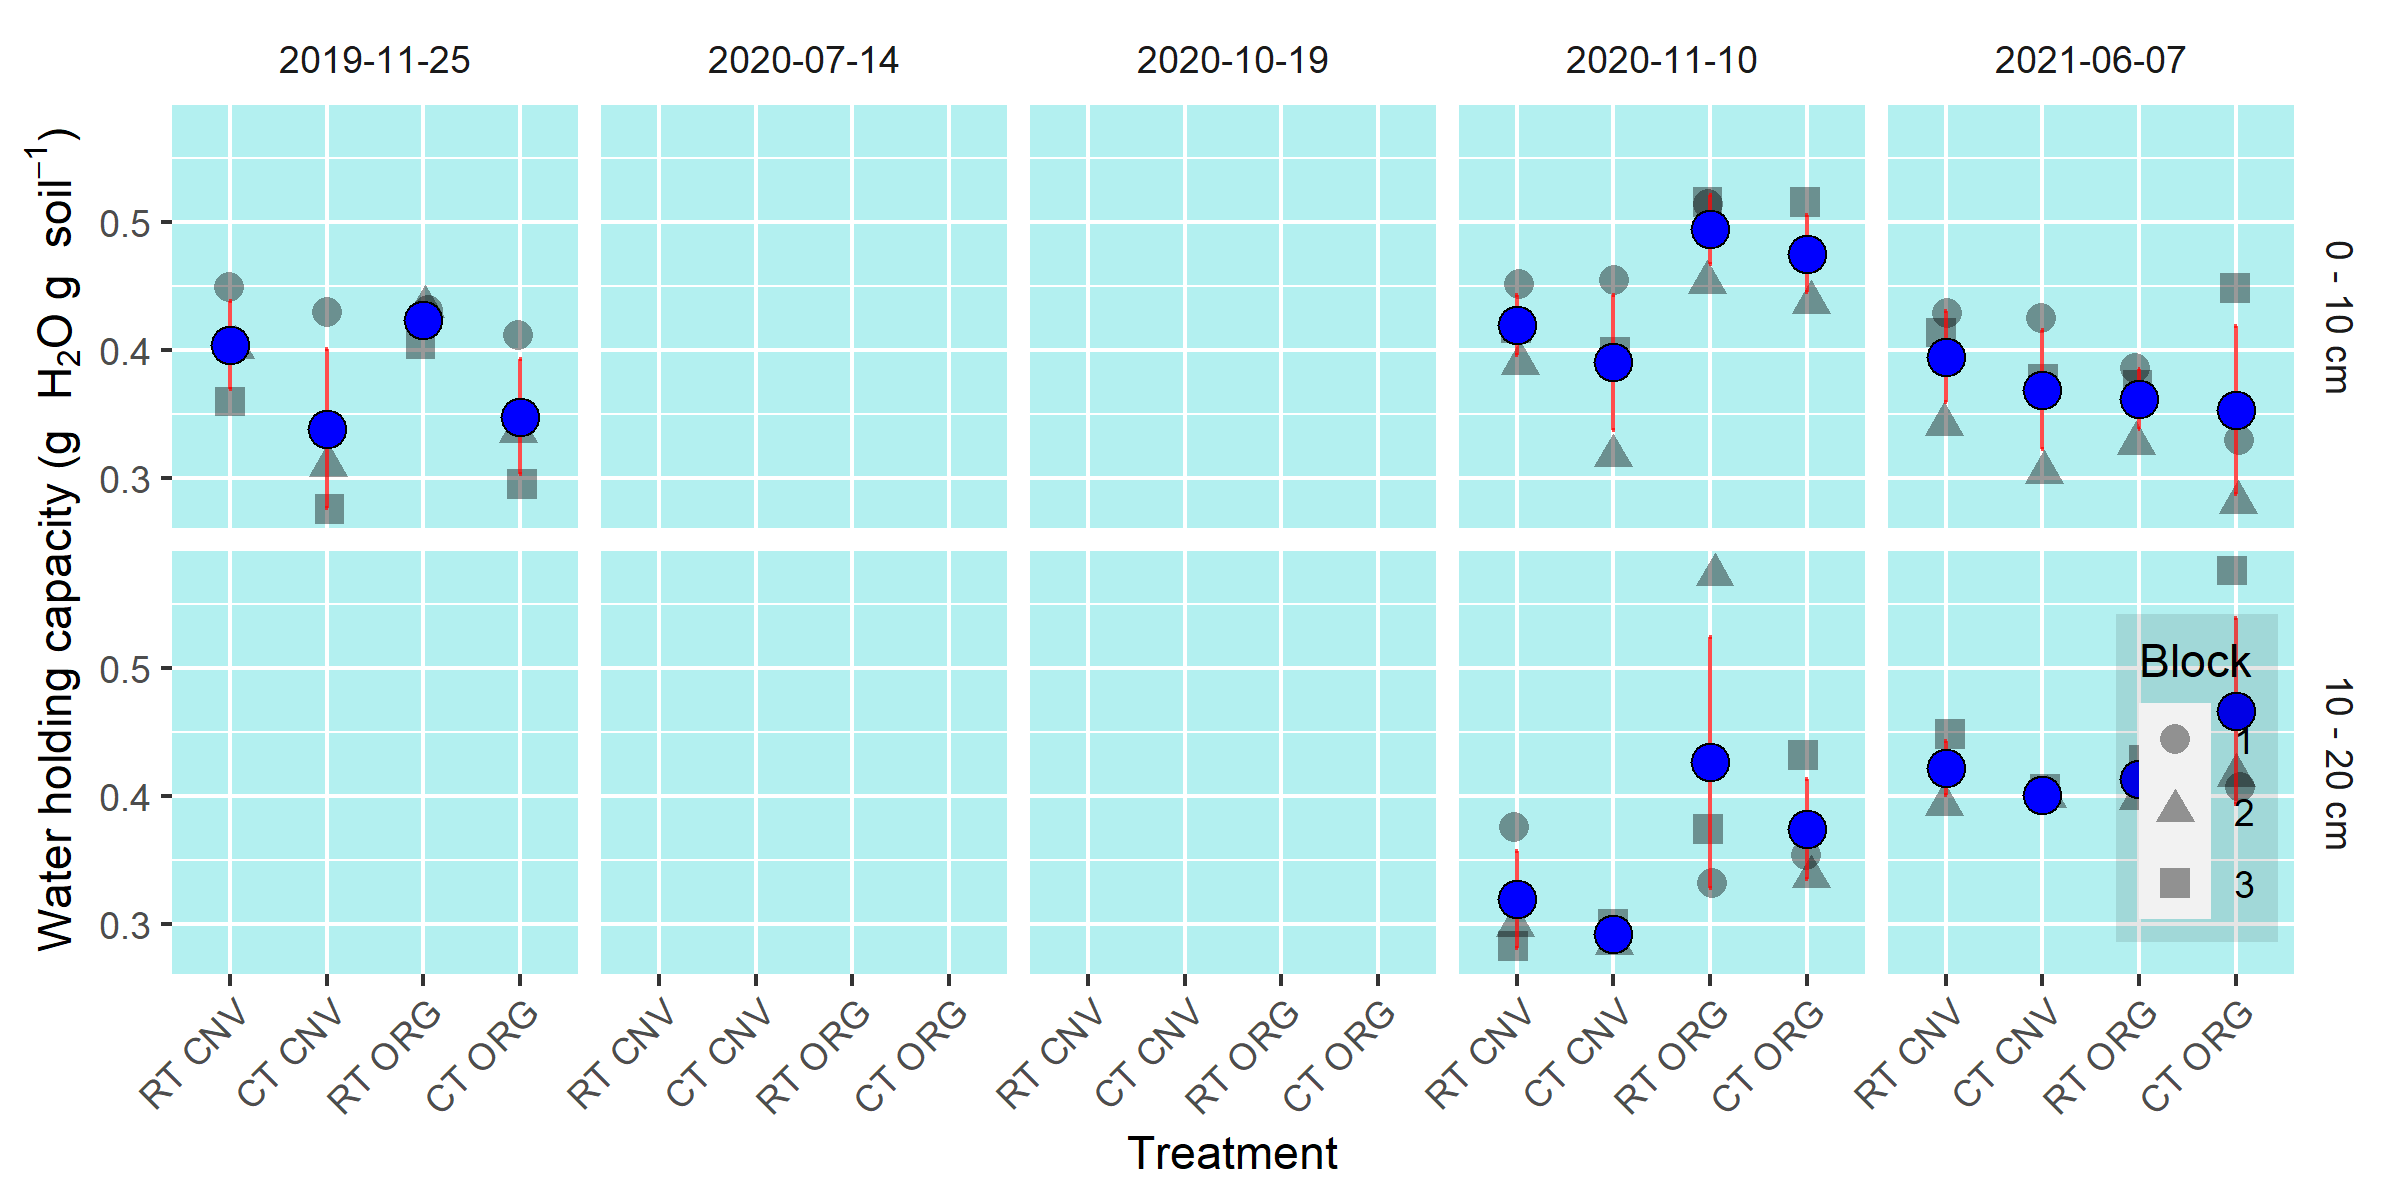 2019-11-25 2020-07-14 2020-10-19 2020-11-10 2021-06-07
Water holding capacity (g H₂O g soil⁻¹)
0.5
0.4
0.3
0 - 10 cm
0.5
0.4
0.3
10 - 20 cm
Block
1
2
3
RT CNV CT CNV RT ORG CT ORG RT CNV CT CNV RT ORG CT ORG RT CNV CT CNV RT ORG CT ORG RT CNV CT CNV RT ORG CT ORG RT CNV CT CNV RT ORG CT ORG
Treatment